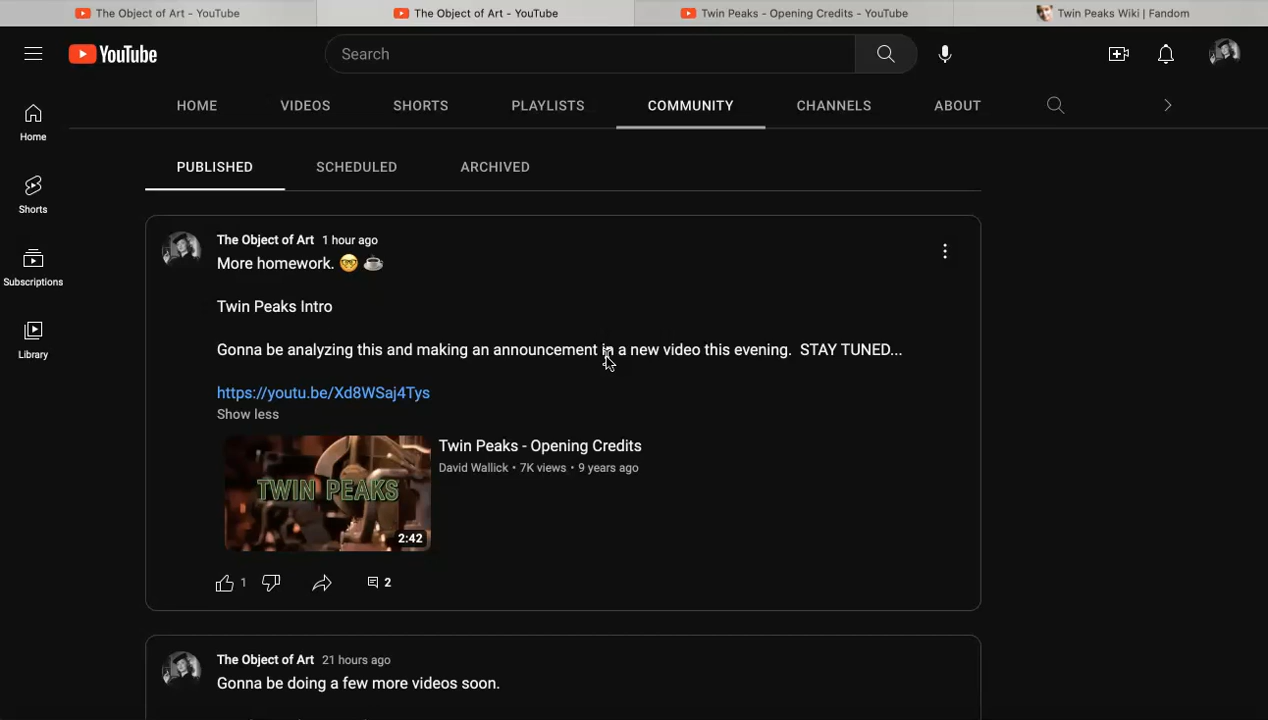 The Object of Art - YouTube
The Object of Art - YouTube
Twin Peaks - Opening Credits - YouTube
Twin Peaks Wiki | Fandom
YouTube
Search
HOME
VIDEOS
SHORTS
PLAYLISTS
COMMUNITY
CHANNELS
ABOUT
Home
Shorts
Subscriptions
Library
PUBLISHED
SCHEDULED
ARCHIVED
The Object of Art 1 hour ago
More homework. 🤓 ☕
Twin Peaks Intro
Gonna be analyzing this and making an announcement in a new video this evening. STAY TUNED...
https://youtu.be/Xd8WSaj4Tys
Show less
TWIN PEAKS
2:42
Twin Peaks - Opening Credits
David Wallick • 7K views • 9 years ago
1
2
The Object of Art 21 hours ago
Gonna be doing a few more videos soon.